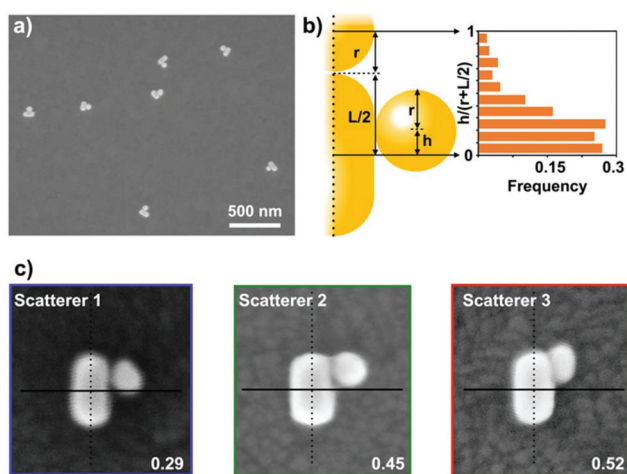 a)
500 nm
b)
r
L/2
r
h
h/(r+L/2)
1
0
0.15
0.3
Frequency
c)
Scatterer 1
0.29
Scatterer 2
0.45
Scatterer 3
0.52